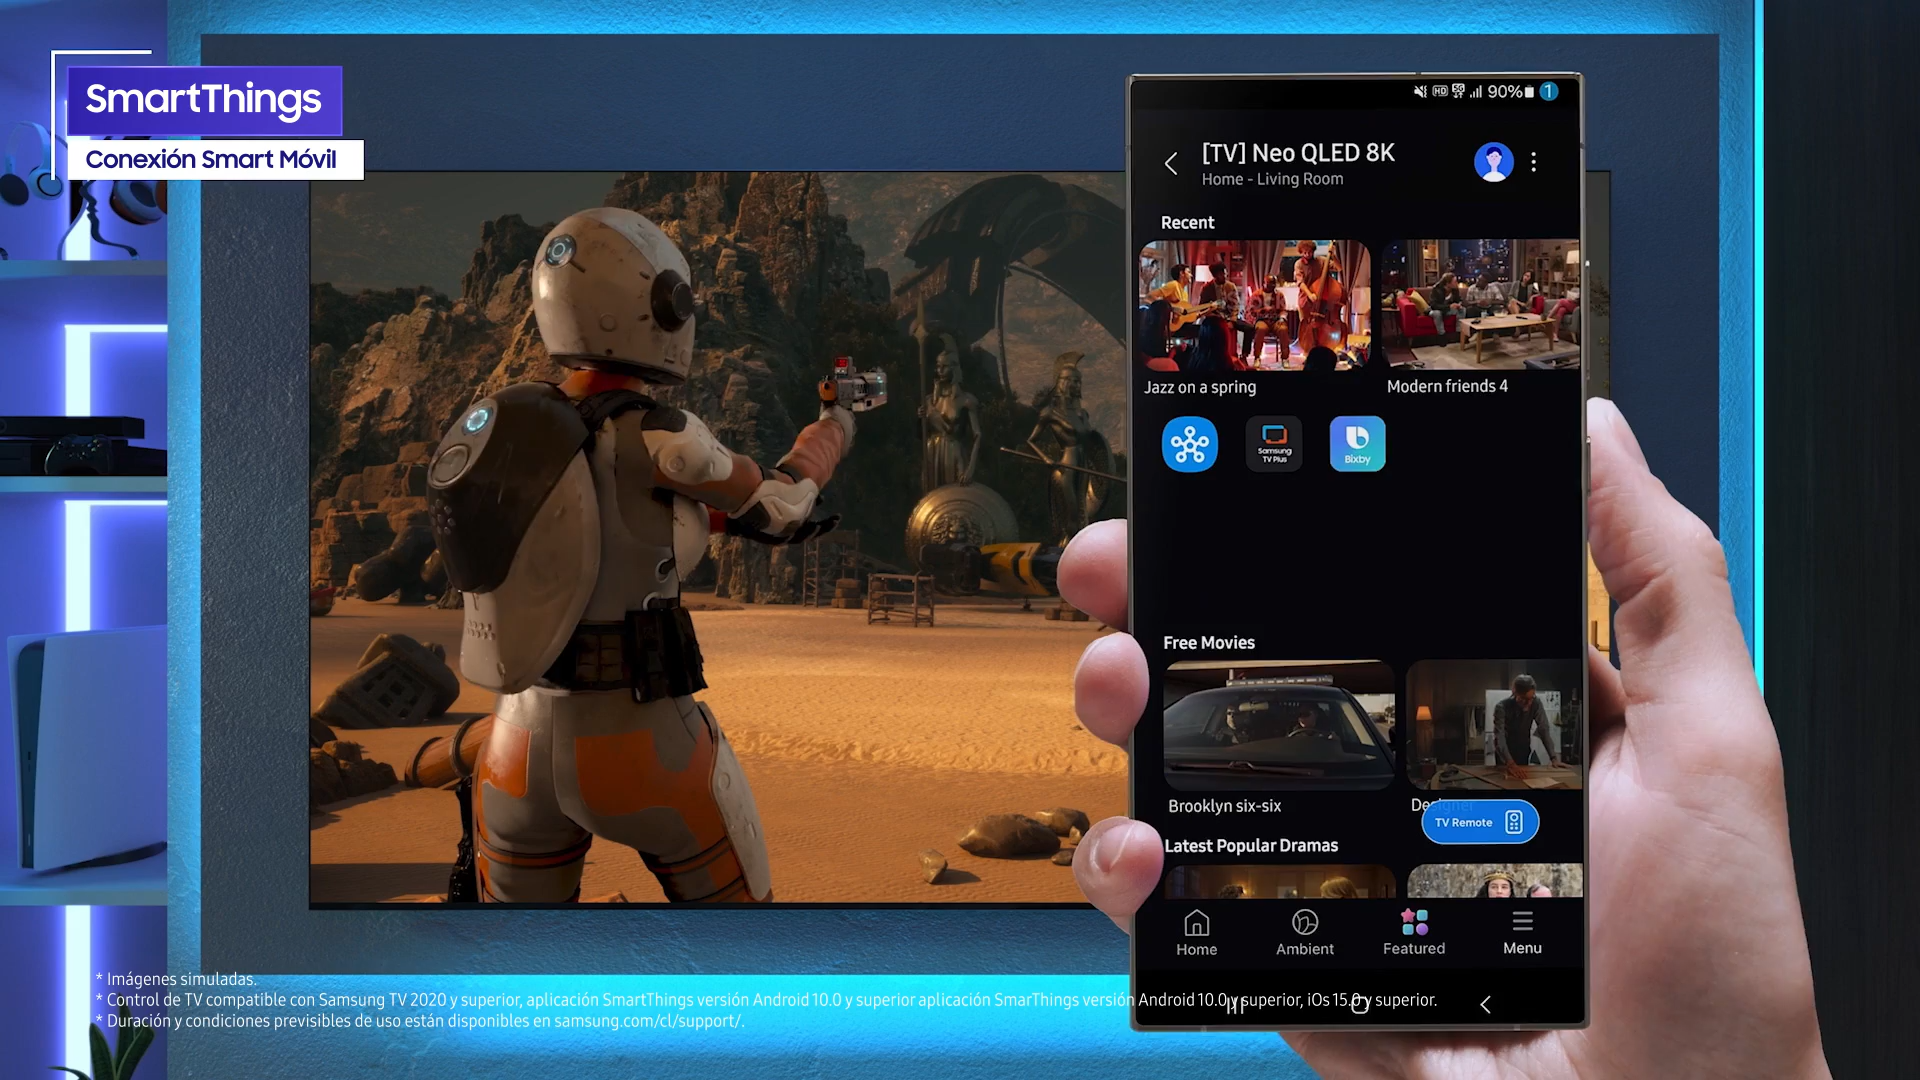 SmartThings
Conexión Smart Móvil
HD 5G 90% 1
[TV] Neo QLED 8K
Home - Living Room
Recent
Jazz on a spring
Modern friends 4
Samsung
TV Plus
Bixby
Free Movies
Brooklyn six-six
Designer
TV Remote
Latest Popular Dramas
Home
Ambient
Featured
Menu
* Imágenes simuladas.
* Control de TV compatible con Samsung TV 2020 y superior, aplicación SmartThings versión Android 10.0 y superior aplicación SmarThings versión Android 10.0 y superior, iOs 15.0 y superior.
* Duración y condiciones previsibles de uso están disponibles en samsung.com/cl/support/.